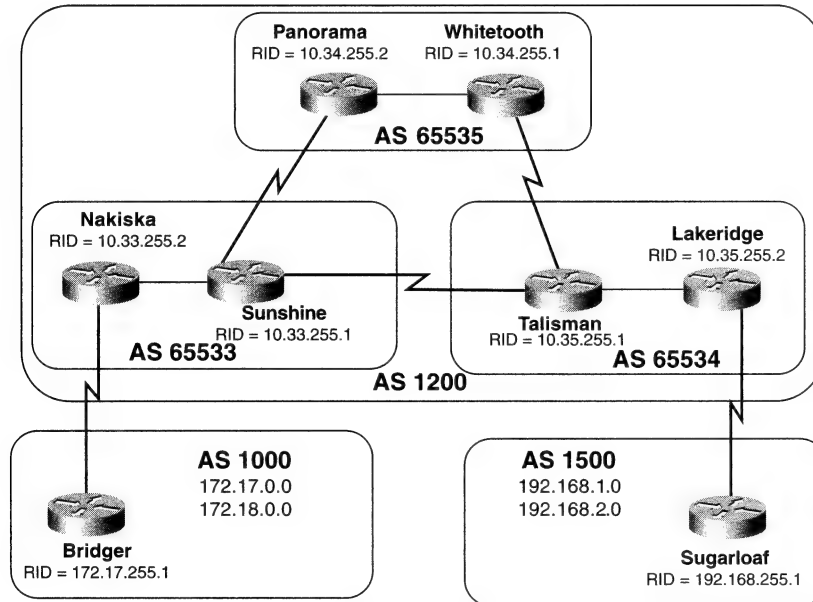 Panorama
RID = 10.34.255.2
Whitetooth
RID = 10.34.255.1
AS 65535
Nakiska
RID = 10.33.255.2
Sunshine
RID = 10.33.255.1
AS 65533
Lakeridge
RID = 10.35.255.2
Talisman
RID = 10.35.255.1
AS 65534
AS 1200
AS 1000
172.17.0.0
172.18.0.0
Bridger
RID = 172.17.255.1
AS 1500
192.168.1.0
192.168.2.0
Sugarloaf
RID = 192.168.255.1